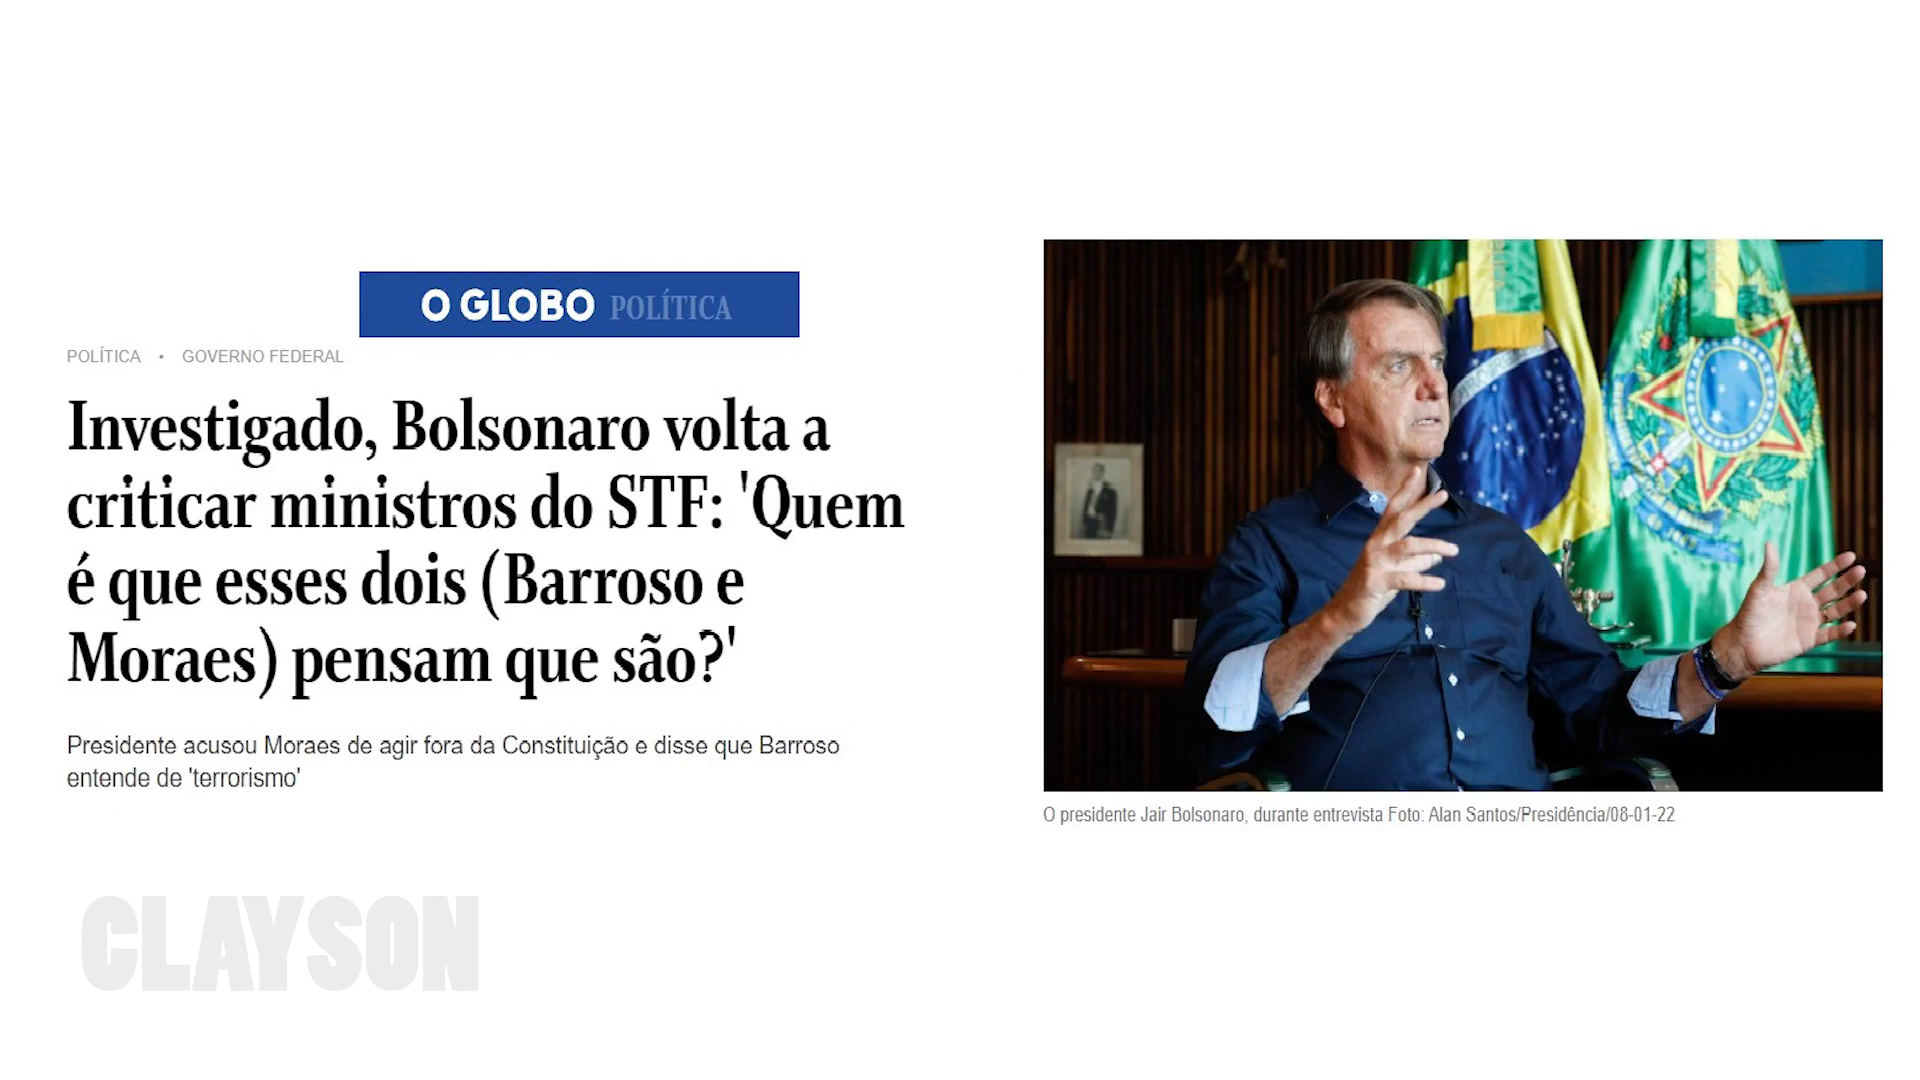 O GLOBO POLÍTICA
POLÍTICA • GOVERNO FEDERAL
Investigado, Bolsonaro volta a
criticar ministros do STF: 'Quem
é que esses dois (Barroso e
Moraes) pensam que são?'
Presidente acusou Moraes de agir fora da Constituição e disse que Barroso
entende de 'terrorismo'
O presidente Jair Bolsonaro, durante entrevista Foto: Alan Santos/Presidência/08-01-22
CLAYSON